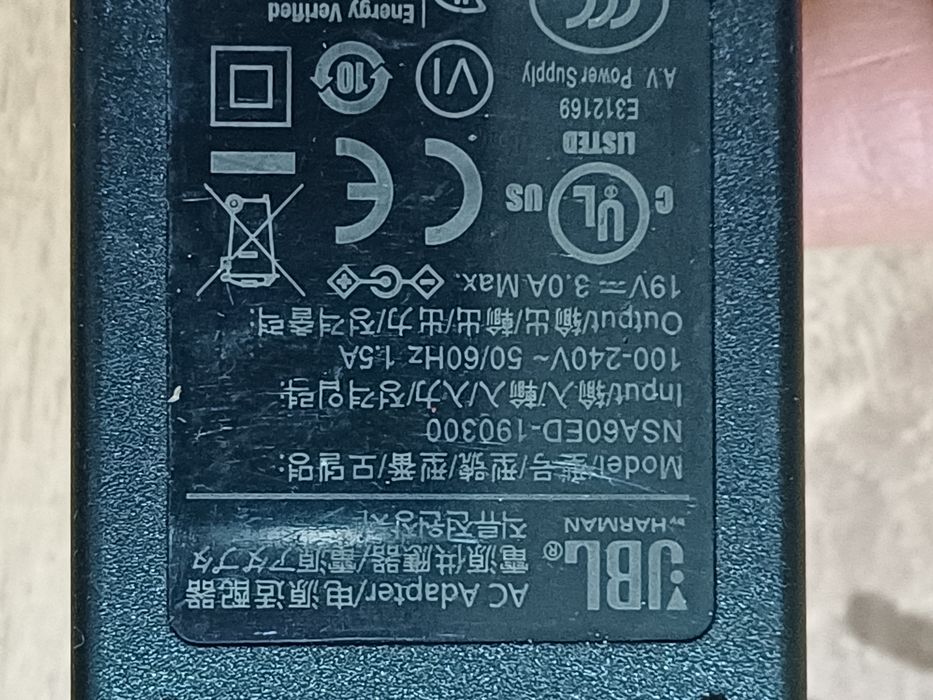 JBL®
by HARMAN
AC Adapter/电源适配器
電源供應器/電源アダプタ
직류전원장치
Model/型号/型號/型番/모델명:
NSA60ED-190300
Input/输入/輸入/入力/정격입력:
100-240V~ 50/60Hz 1.5A
Output/输出/輸出/出力/정격출력:
19V⎓3.0A Max.
C UL US
LISTED
E312169
A.V. Power Supply
CE
VI
10
CCC
Energy Verified